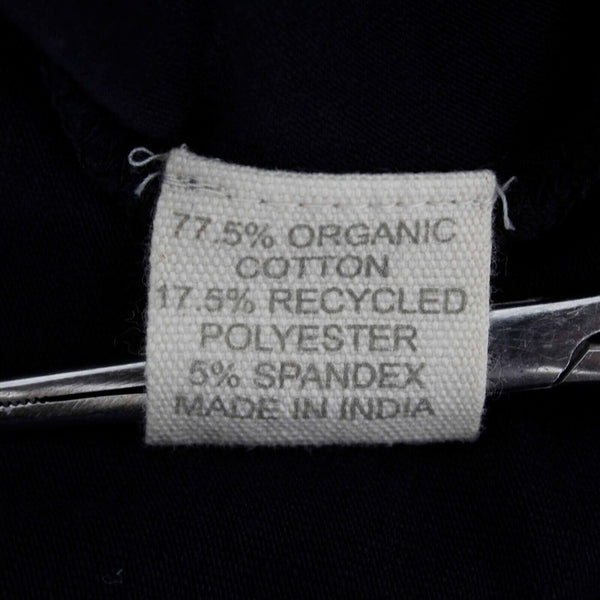 77.5% ORGANIC
COTTON
17.5% RECYCLED
POLYESTER
5% SPANDEX
MADE IN INDIA